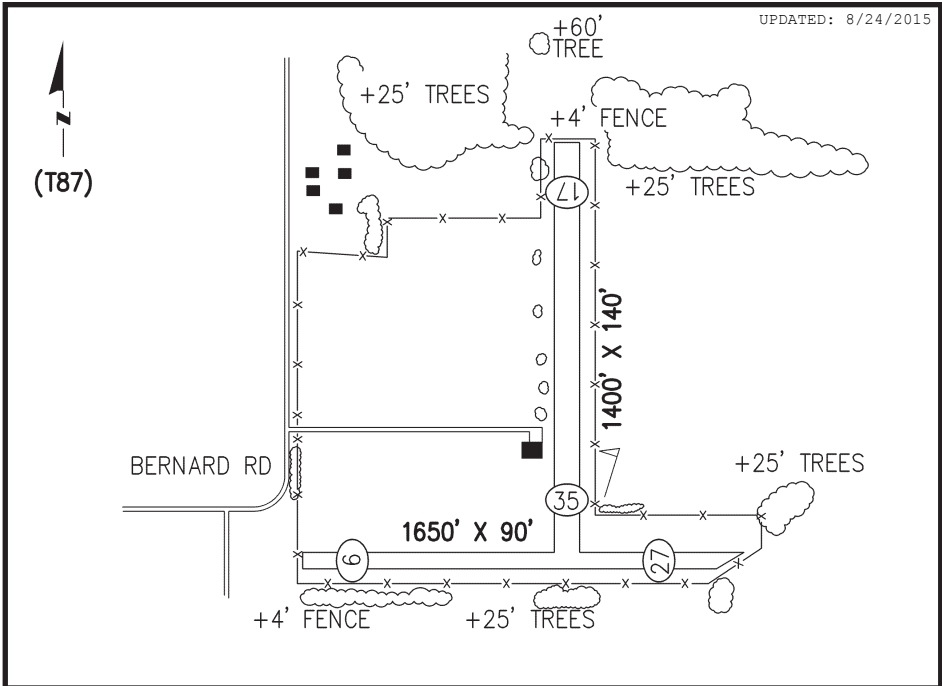 UPDATED: 8/24/2015
+60'
TREE
+25' TREES
+4' FENCE
N
(T87)
+25' TREES
17
1400' X 140'
BERNARD RD
+25' TREES
35
1650' X 90'
9
27
+4' FENCE
+25' TREES